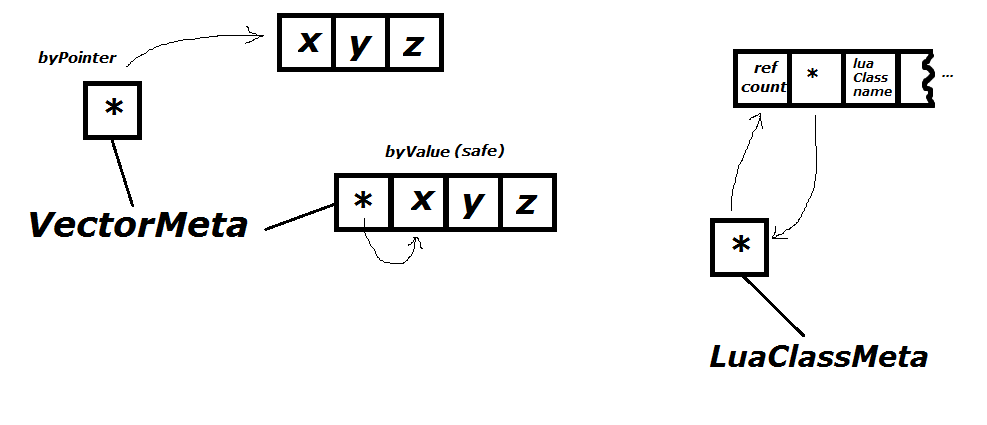 byPointer
x y z
*
byValue (safe)
* x y z
VectorMeta
ref
count
*
lua
Class
name
...
*
LuaClassMeta